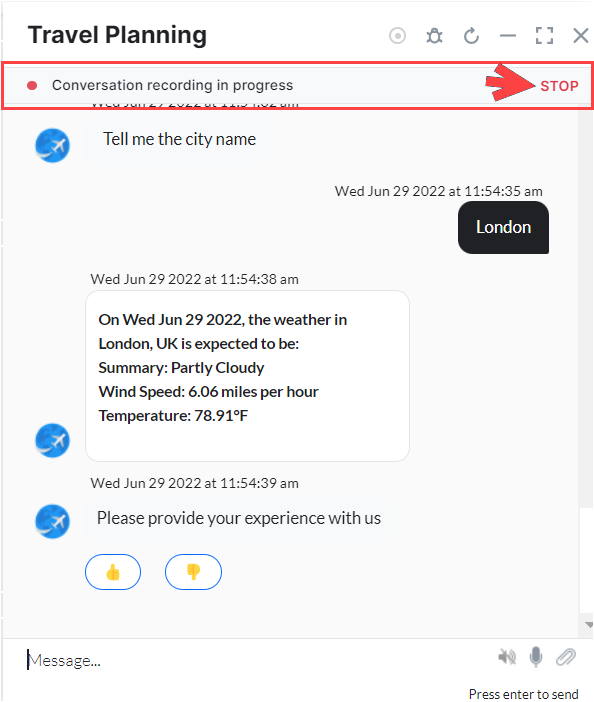 Travel Planning
Conversation recording in progress
STOP
Tell me the city name
Wed Jun 29 2022 at 11:54:35 am
London
Wed Jun 29 2022 at 11:54:38 am
On Wed Jun 29 2022, the weather in
London, UK is expected to be:
Summary: Partly Cloudy
Wind Speed: 6.06 miles per hour
Temperature: 78.91°F
Wed Jun 29 2022 at 11:54:39 am
Please provide your experience with us
Message...
Press enter to send